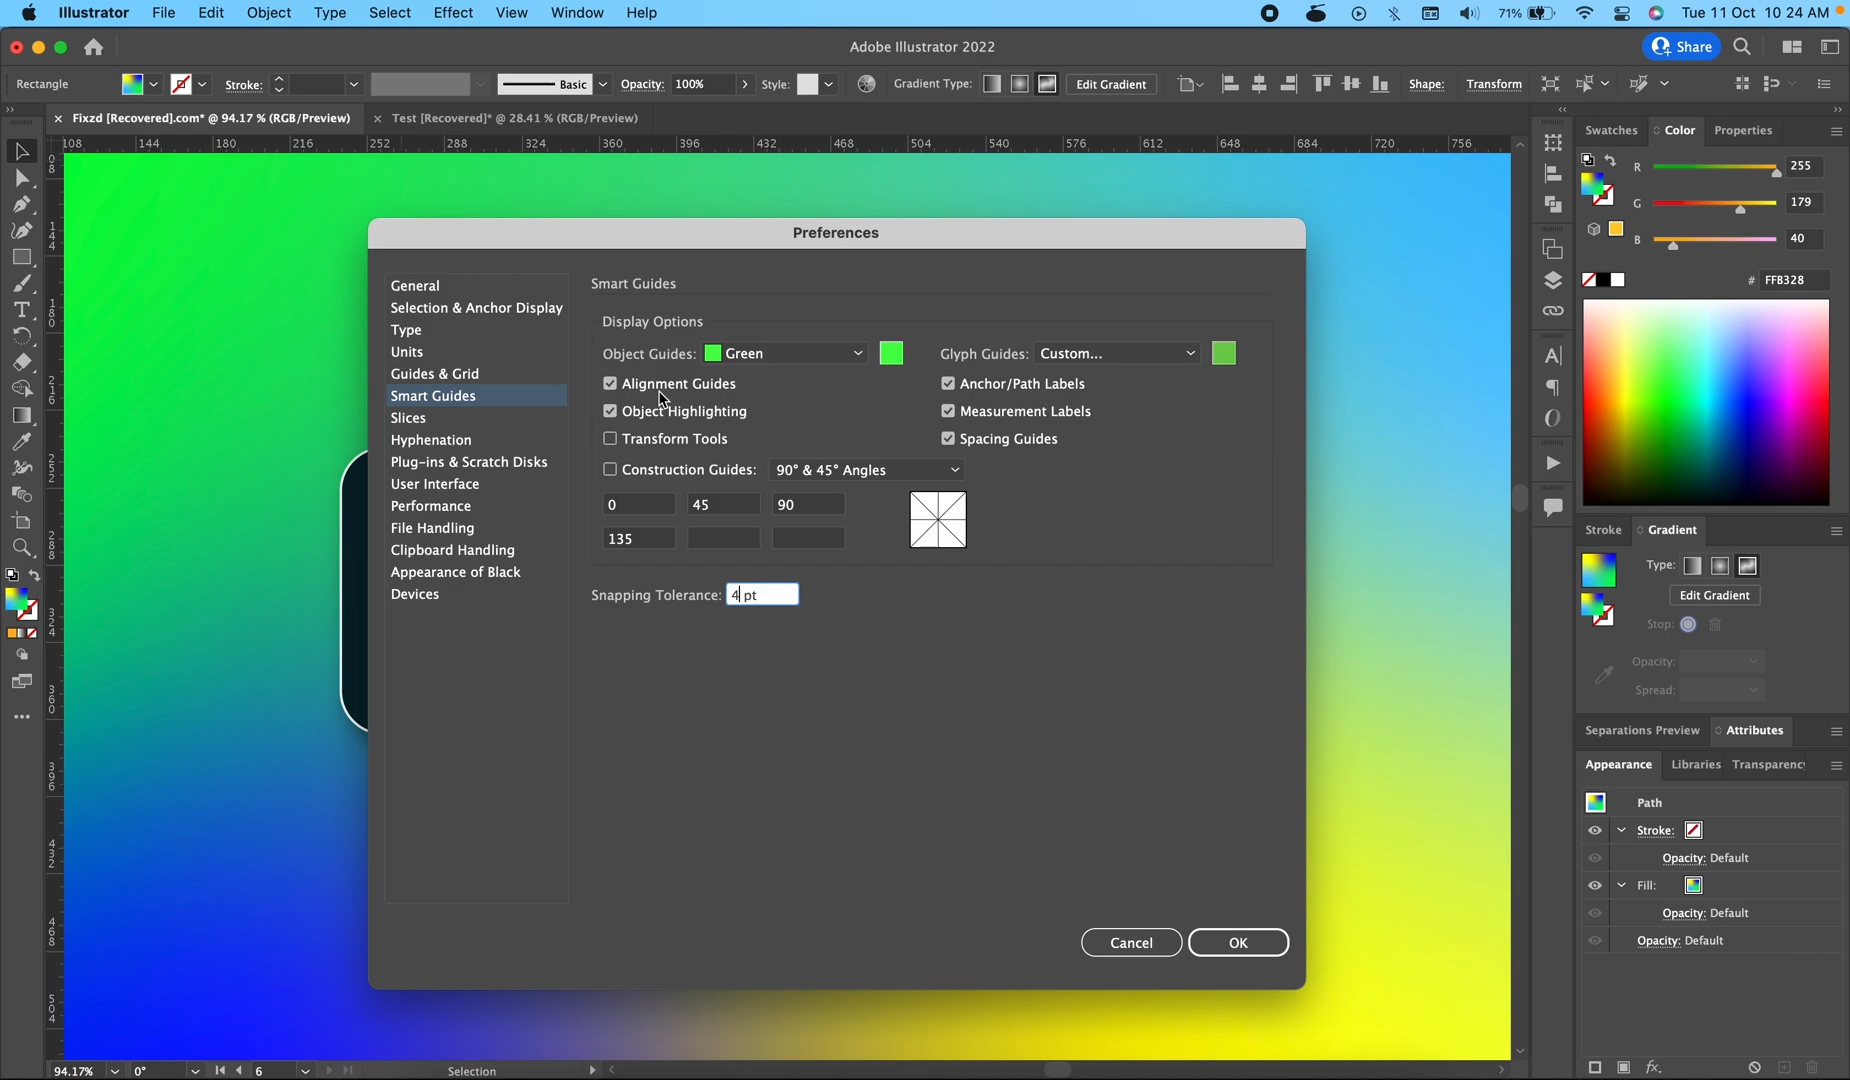 Illustrator File Edit Object Type Select Effect View Window Help 71% Tue 11 Oct 10 24 AM
Adobe Illustrator 2022 Share
Rectangle Stroke: Basic Opacity: 100% Style: Gradient Type: Edit Gradient Shape: Transform
× Fixzd [Recovered].com* @ 94.17 % (RGB/Preview) × Test [Recovered]* @ 28.41 % (RGB/Preview)
108 144 180 216 252 288 324 360 396 432 468 504 540 576 612 648 684 720 756
Preferences
General
Selection & Anchor Display
Type
Units
Guides & Grid
Smart Guides
Slices
Hyphenation
Plug-ins & Scratch Disks
User Interface
Performance
File Handling
Clipboard Handling
Appearance of Black
Devices
Smart Guides
Display Options
Object Guides: Green Glyph Guides: Custom...
Alignment Guides Anchor/Path Labels
Object Highlighting Measurement Labels
Transform Tools Spacing Guides
Construction Guides: 90° & 45° Angles
0 45 90
135
Snapping Tolerance: 4 pt
Cancel OK
Swatches Color Properties
R 255
G 179
B 40
# FFB328
Stroke Gradient
Type:
Edit Gradient
Stop:
Opacity:
Spread:
Separations Preview Attributes
Appearance Libraries Transparency
Path
Stroke:
Opacity: Default
Fill:
Opacity: Default
Opacity: Default
fx.
94.17% 0° 6 Selection